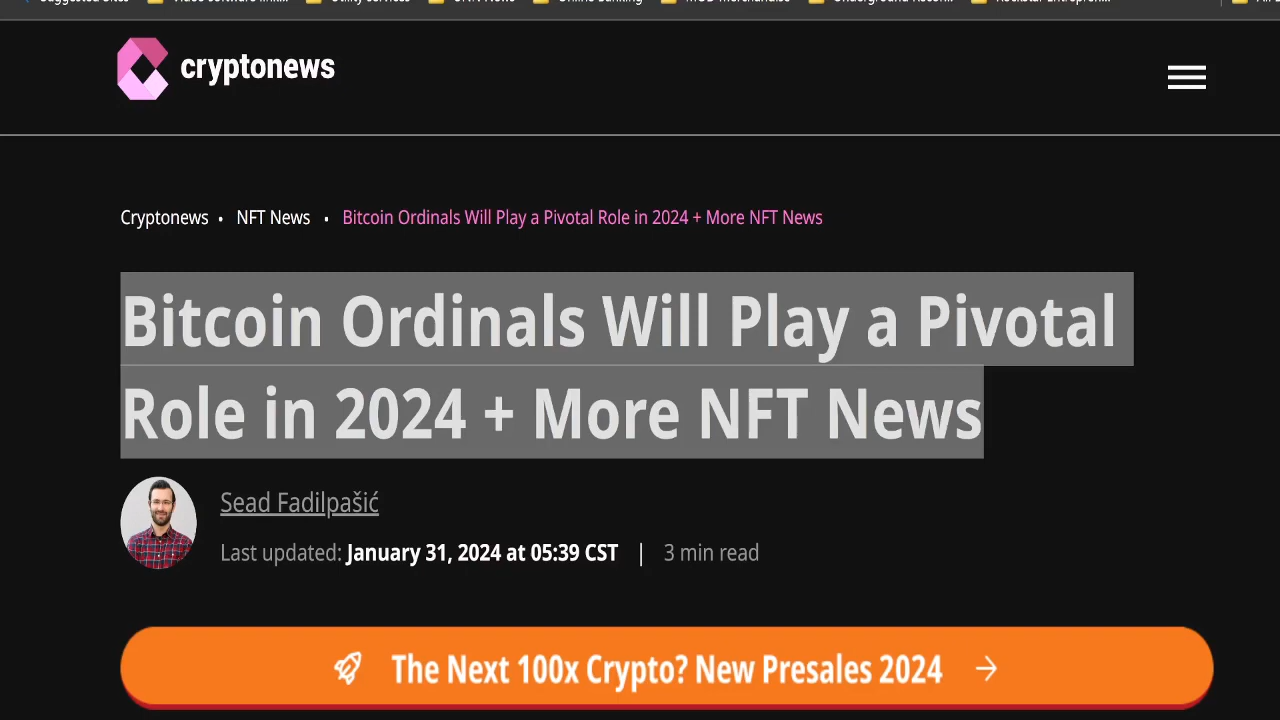 cryptonews
Cryptonews • NFT News • Bitcoin Ordinals Will Play a Pivotal Role in 2024 + More NFT News
Bitcoin Ordinals Will Play a Pivotal
Role in 2024 + More NFT News
Sead Fadilpašić
Last updated: January 31, 2024 at 05:39 CST | 3 min read
The Next 100x Crypto? New Presales 2024